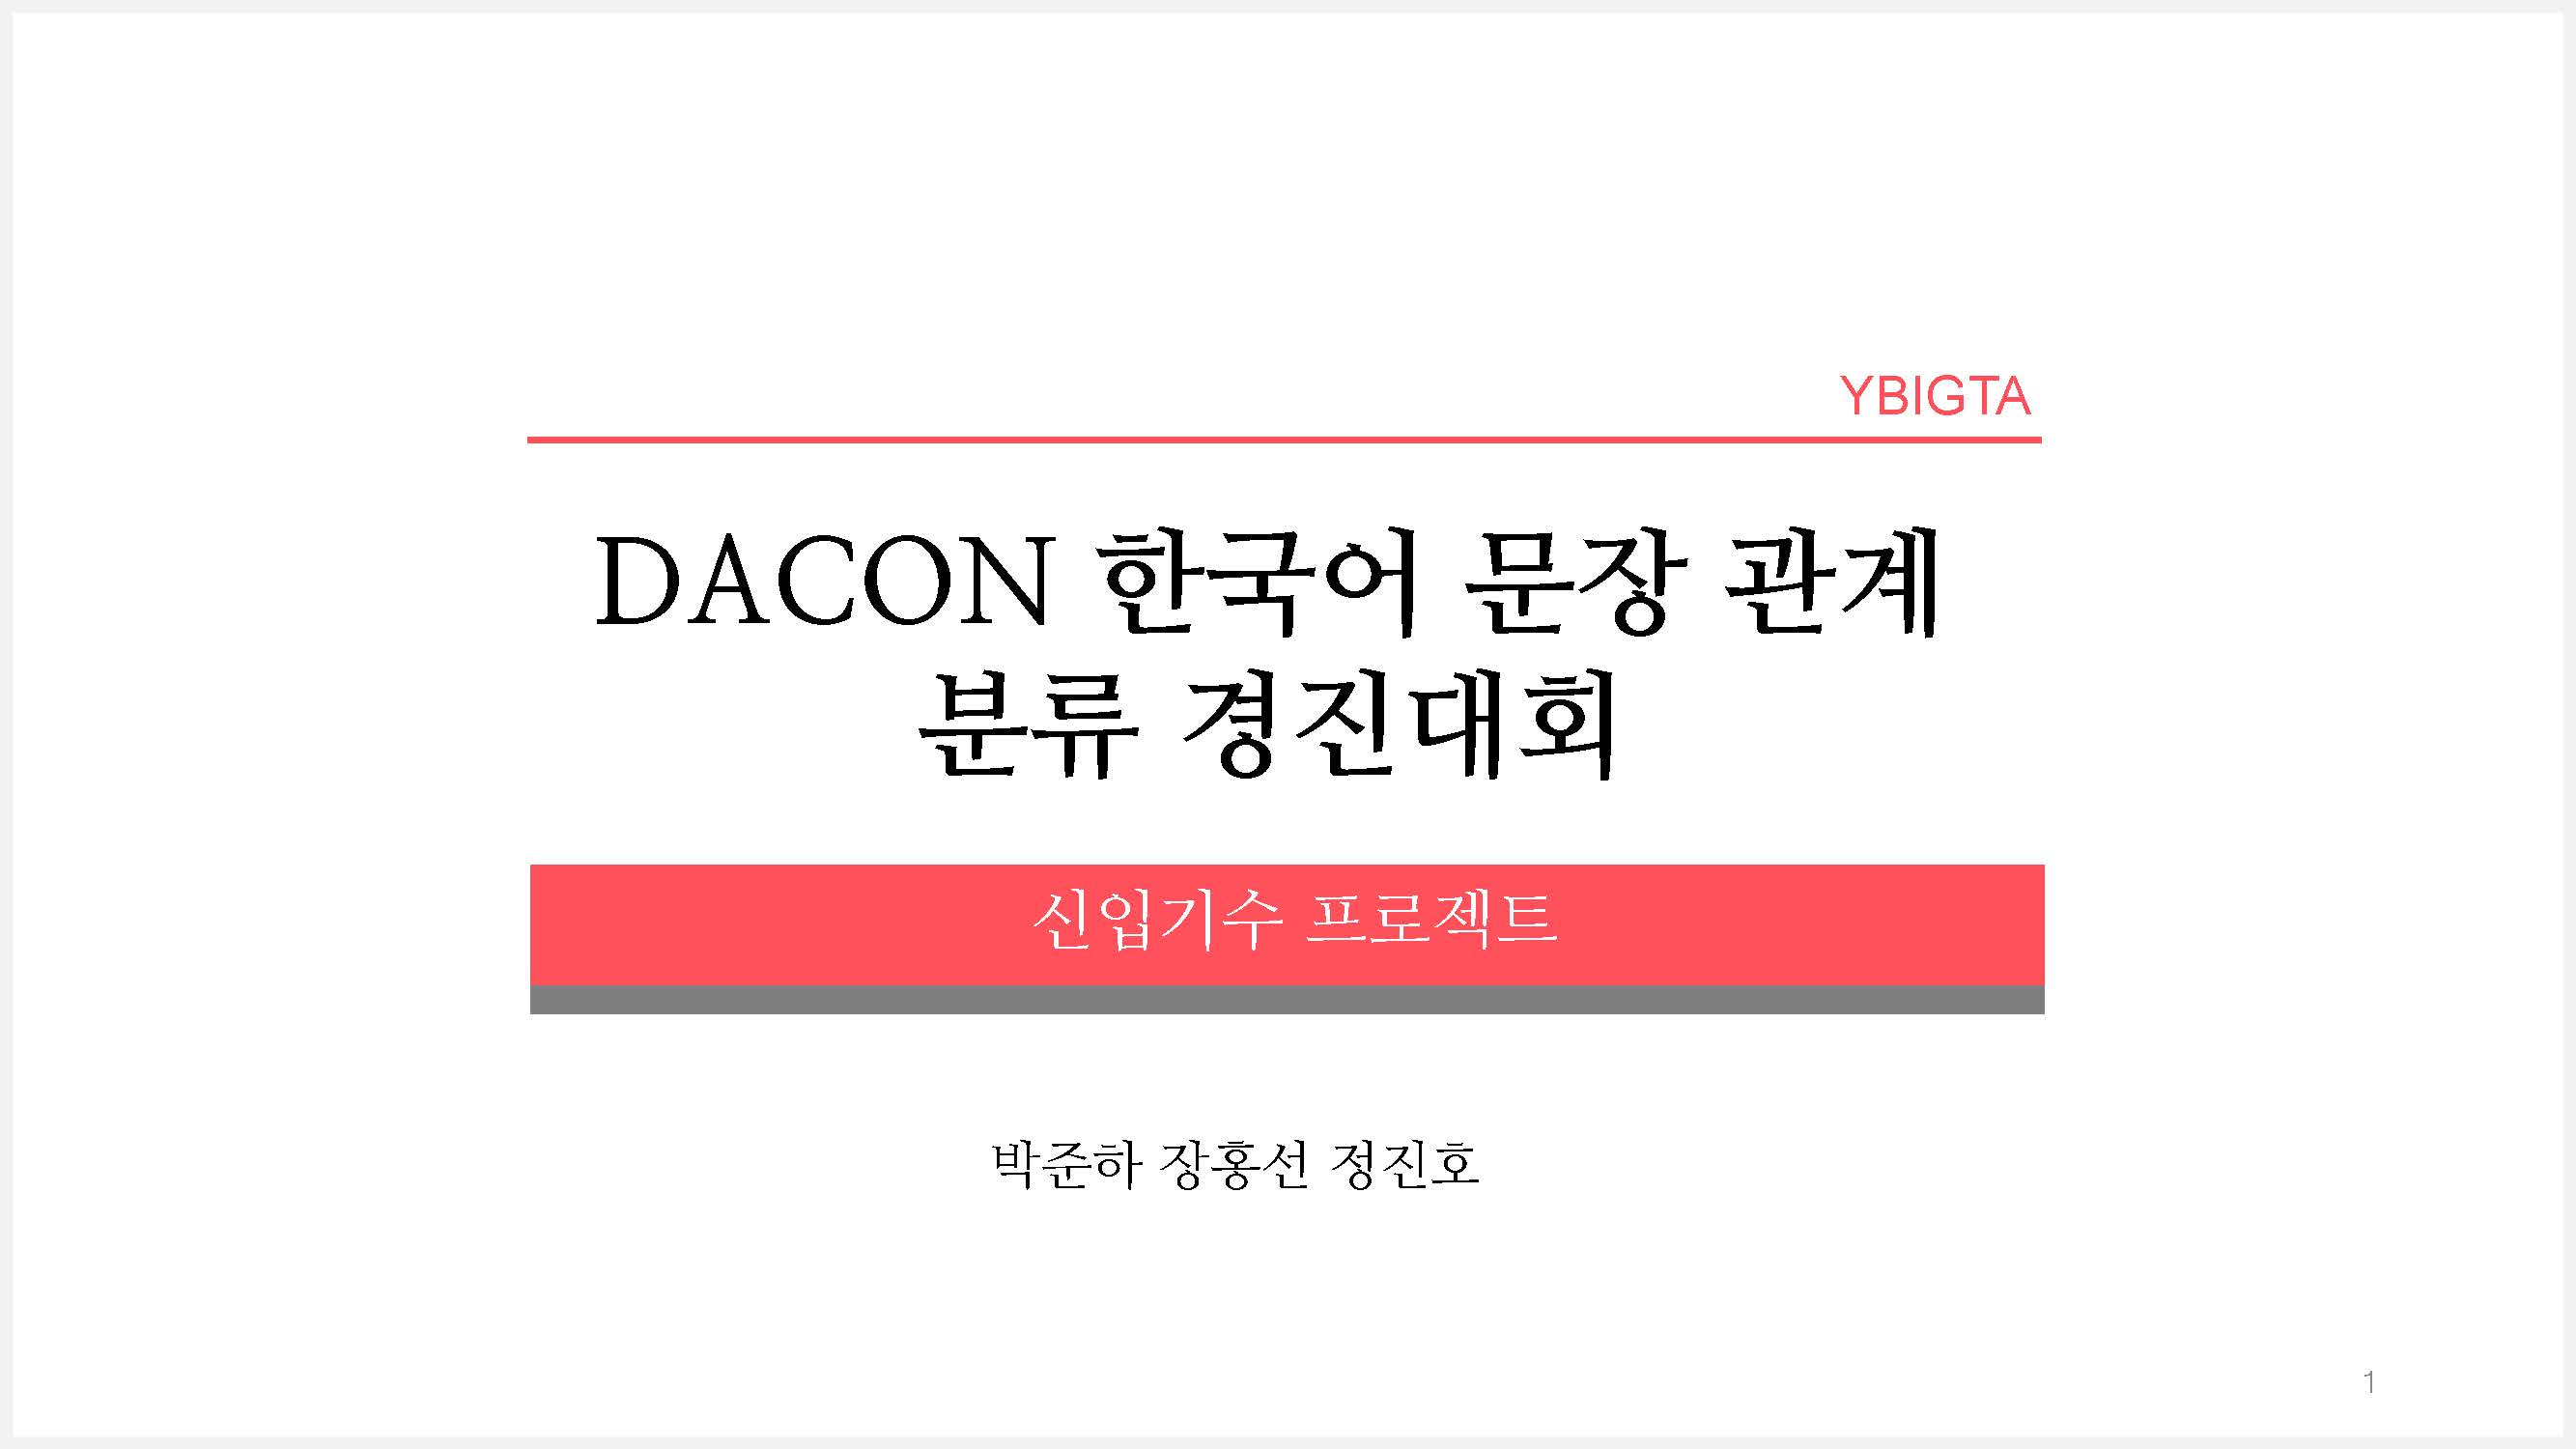 YBIGTA
DACON 한국어 문장 관계
분류 경진대회
신입기수 프로젝트
박준하 장홍선 정진호
1